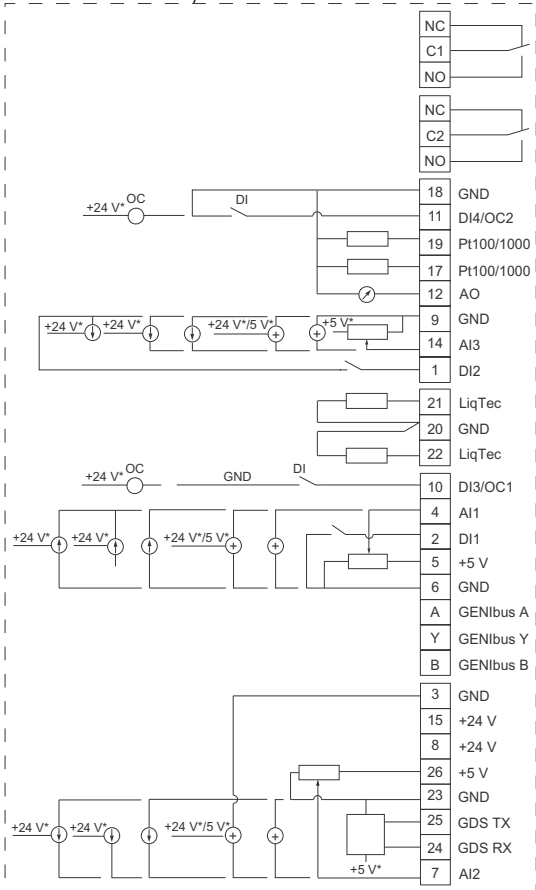 NC
C1
NO
NC
C2
NO
18 GND
+24 V* OC DI 11 DI4/OC2
19 Pt100/1000
17 Pt100/1000
12 AO
9 GND
+24 V* +24 V* +24 V*/5 V* +5 V*
14 AI3
1 DI2
21 LiqTec
20 GND
22 LiqTec
+24 V* OC GND DI 10 DI3/OC1
4 AI1
+24 V* +24 V* +24 V*/5 V* 2 DI1
5 +5 V
6 GND
A GENIbus A
Y GENIbus Y
B GENIbus B
3 GND
15 +24 V
8 +24 V
26 +5 V
23 GND
+24 V* +24 V* +24 V*/5 V* 25 GDS TX
24 GDS RX
+5 V* 7 AI2